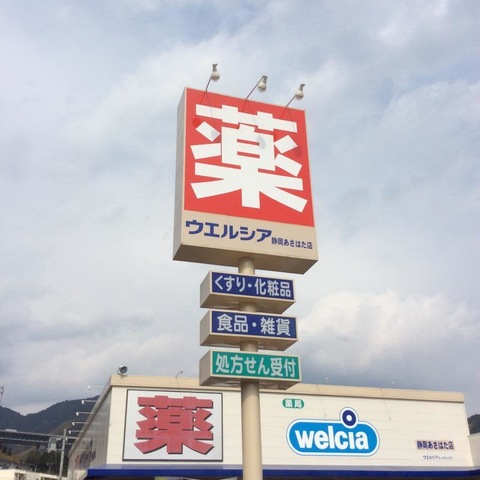 薬
ウエルシア 静岡あさはた店
くすり・化粧品
食品・雑貨
処方せん受付
薬
薬局
welcia
静岡あさはた店